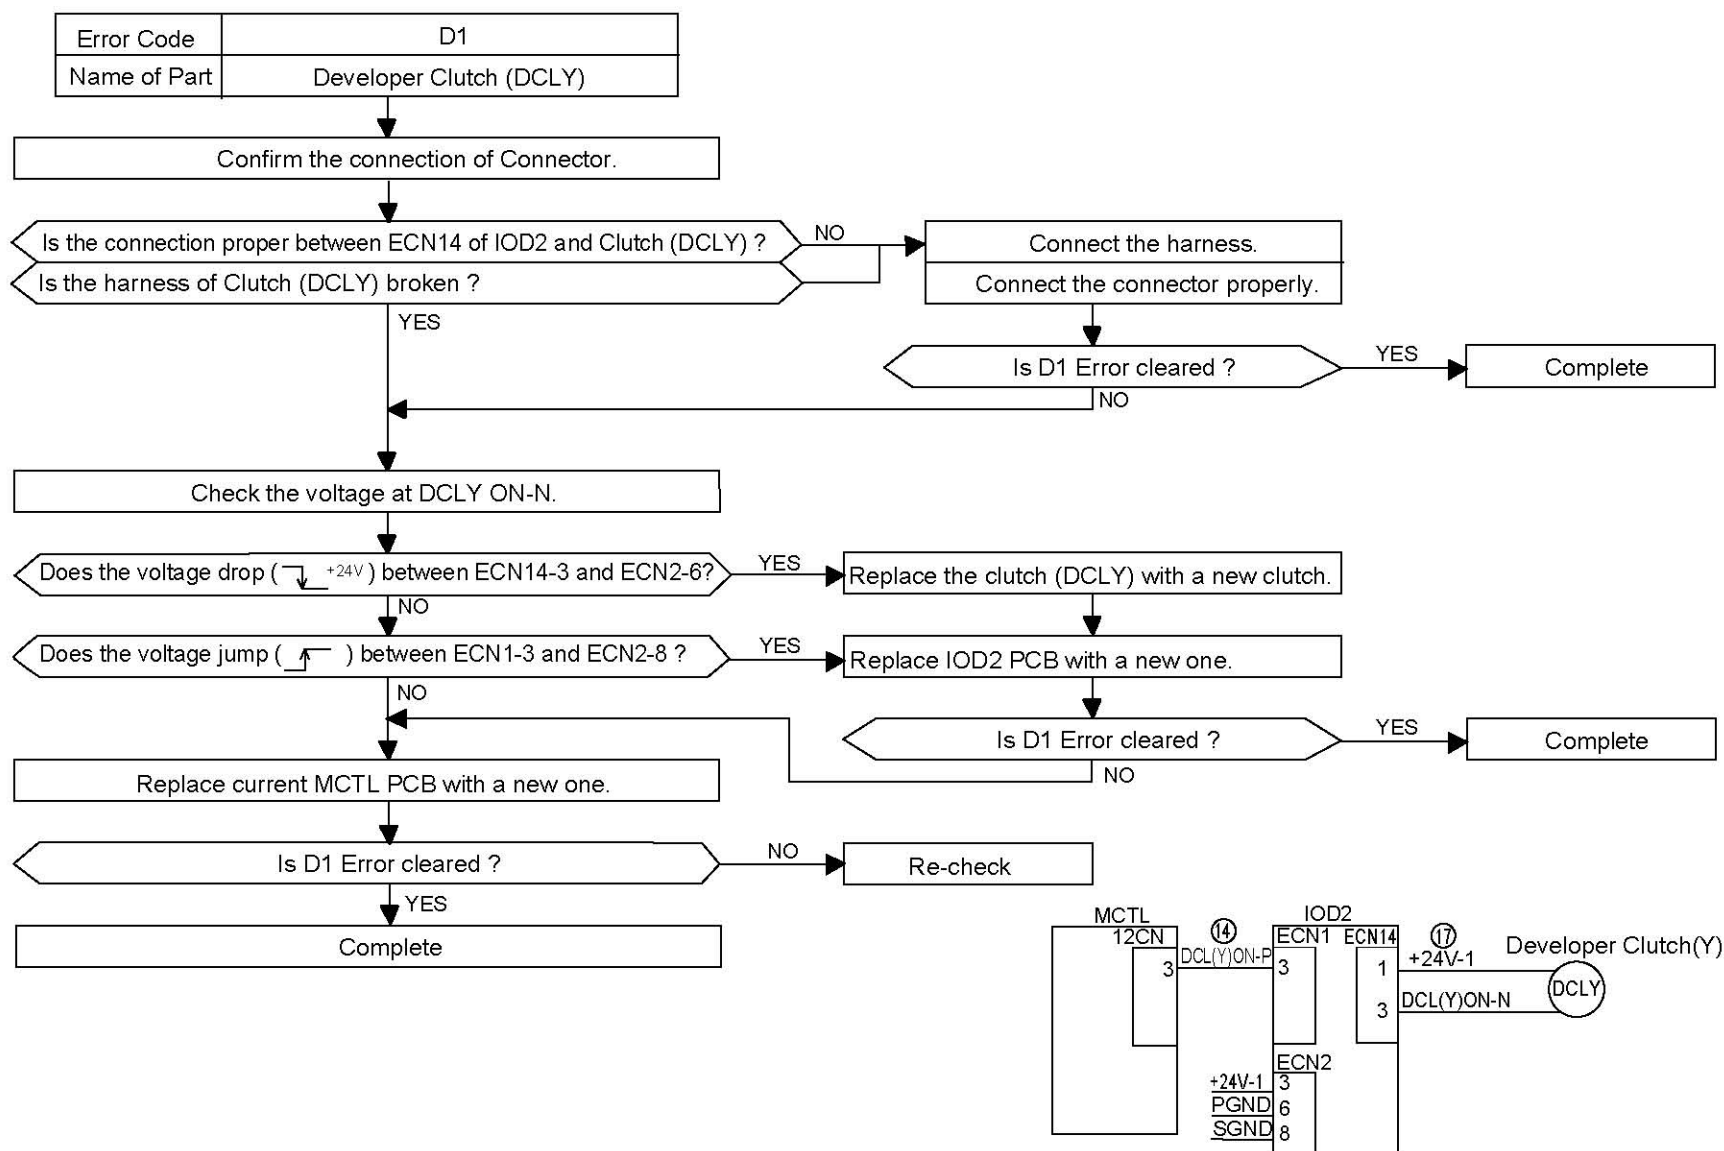 Error Code D1
Name of Part Developer Clutch (DCLY)
Confirm the connection of Connector.
Is the connection proper between ECN14 of IOD2 and Clutch (DCLY) ?
NO
Connect the harness.
Is the harness of Clutch (DCLY) broken ?
Connect the connector properly.
YES
Is D1 Error cleared ?
YES
Complete
NO
Check the voltage at DCLY ON-N.
Does the voltage drop ( +24V ) between ECN14-3 and ECN2-6?
YES
Replace the clutch (DCLY) with a new clutch.
NO
Does the voltage jump ( ) between ECN1-3 and ECN2-8 ?
YES
Replace IOD2 PCB with a new one.
NO
Is D1 Error cleared ?
YES
Complete
NO
Replace current MCTL PCB with a new one.
Is D1 Error cleared ?
NO
Re-check
YES
Complete
MCTL
12CN
3
⑭
DCL(Y)ON-P
IOD2
ECN1
3
ECN14
1
3
⑰
+24V-1
DCL(Y)ON-N
Developer Clutch(Y)
DCLY
ECN2
+24V-1 3
PGND 6
SGND 8